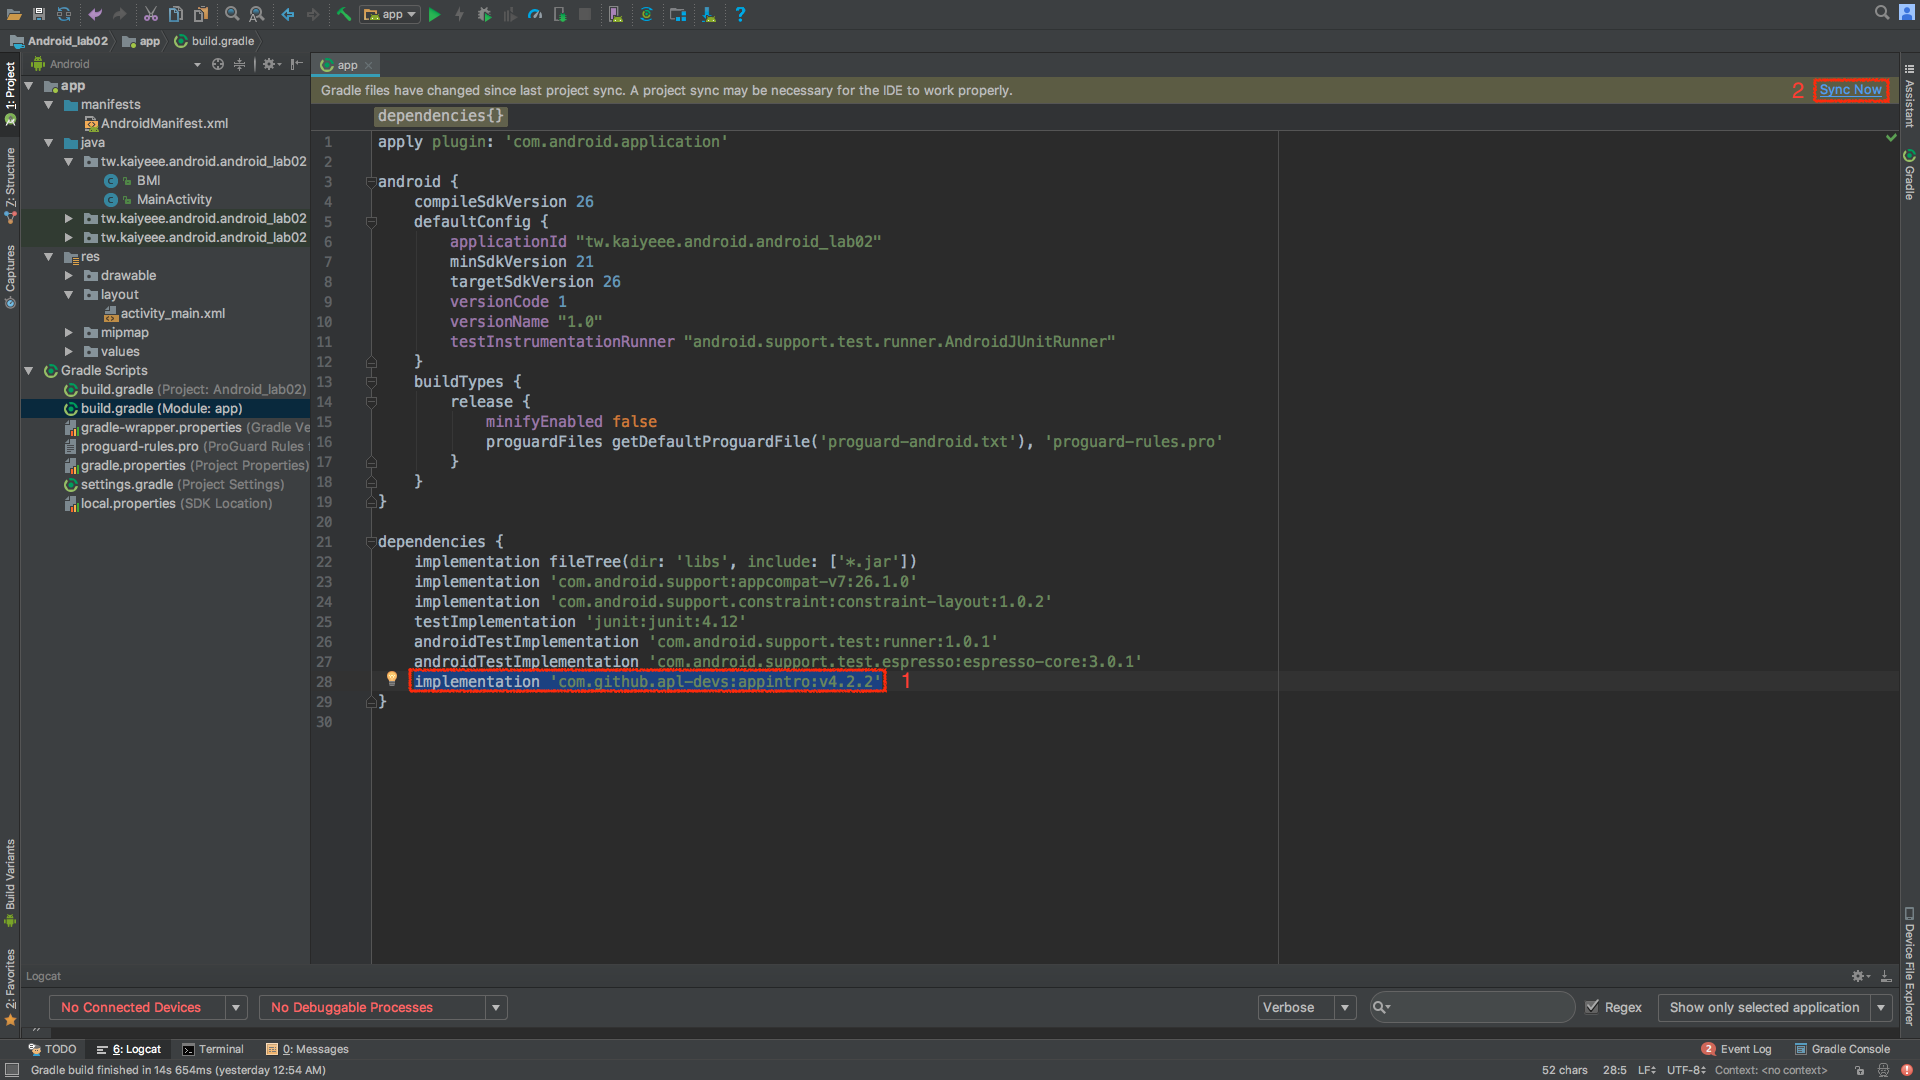 app
Android_lab02
app
build.gradle
Android
app
Gradle files have changed since last project sync. A project sync may be necessary for the IDE to work properly.
2 Sync Now
dependencies{}
1: Project
Z: Structure
Captures
Build Variants
2: Favorites
app
manifests
AndroidManifest.xml
java
tw.kaiyeee.android.android_lab02
BMI
MainActivity
tw.kaiyeee.android.android_lab02
tw.kaiyeee.android.android_lab02
res
drawable
layout
activity_main.xml
mipmap
values
Gradle Scripts
build.gradle (Project: Android_lab02)
build.gradle (Module: app)
gradle-wrapper.properties (Gradle Ve
proguard-rules.pro (ProGuard Rules
gradle.properties (Project Properties)
settings.gradle (Project Settings)
local.properties (SDK Location)
1 apply plugin: 'com.android.application'
2
3 android {
4 compileSdkVersion 26
5 defaultConfig {
6 applicationId "tw.kaiyeee.android.android_lab02"
7 minSdkVersion 21
8 targetSdkVersion 26
9 versionCode 1
10 versionName "1.0"
11 testInstrumentationRunner "android.support.test.runner.AndroidJUnitRunner"
12 }
13 buildTypes {
14 release {
15 minifyEnabled false
16 proguardFiles getDefaultProguardFile('proguard-android.txt'), 'proguard-rules.pro'
17 }
18 }
19 }
20
21 dependencies {
22 implementation fileTree(dir: 'libs', include: ['*.jar'])
23 implementation 'com.android.support:appcompat-v7:26.1.0'
24 implementation 'com.android.support.constraint:constraint-layout:1.0.2'
25 testImplementation 'junit:junit:4.12'
26 androidTestImplementation 'com.android.support.test:runner:1.0.1'
27 androidTestImplementation 'com.android.support.test.espresso:espresso-core:3.0.1'
28 implementation 'com.github.apl-devs:appintro:v4.2.2' 1
29 }
30
Assistant
Gradle
Device File Explorer
Logcat
No Connected Devices
No Debuggable Processes
Verbose
Regex
Show only selected application
TODO
6: Logcat
Terminal
0: Messages
2 Event Log
Gradle Console
Gradle build finished in 14s 654ms (yesterday 12:54 AM)
52 chars
28:5
LF
UTF-8
Context: <no context>